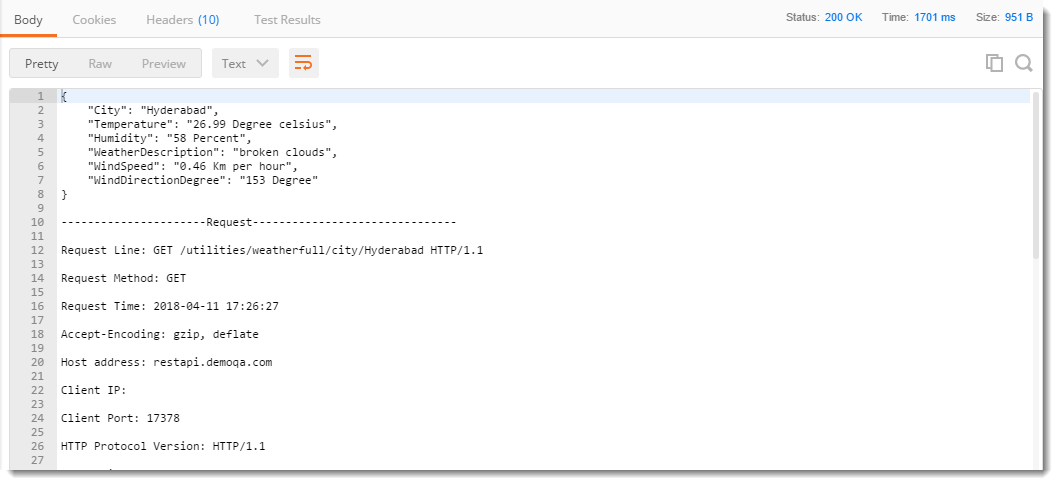 Body Cookies Headers (10) Test Results Status: 200 OK Time: 1701 ms Size: 951 B
Pretty Raw Preview Text
1 {
2 "City": "Hyderabad",
3 "Temperature": "26.99 Degree celsius",
4 "Humidity": "58 Percent",
5 "WeatherDescription": "broken clouds",
6 "WindSpeed": "0.46 Km per hour",
7 "WindDirectionDegree": "153 Degree"
8 }
9
10 ----------------------Request-------------------------------
11
12 Request Line: GET /utilities/weatherfull/city/Hyderabad HTTP/1.1
13
14 Request Method: GET
15
16 Request Time: 2018-04-11 17:26:27
17
18 Accept-Encoding: gzip, deflate
19
20 Host address: restapi.demoqa.com
21
22 Client IP:
23
24 Client Port: 17378
25
26 HTTP Protocol Version: HTTP/1.1
27